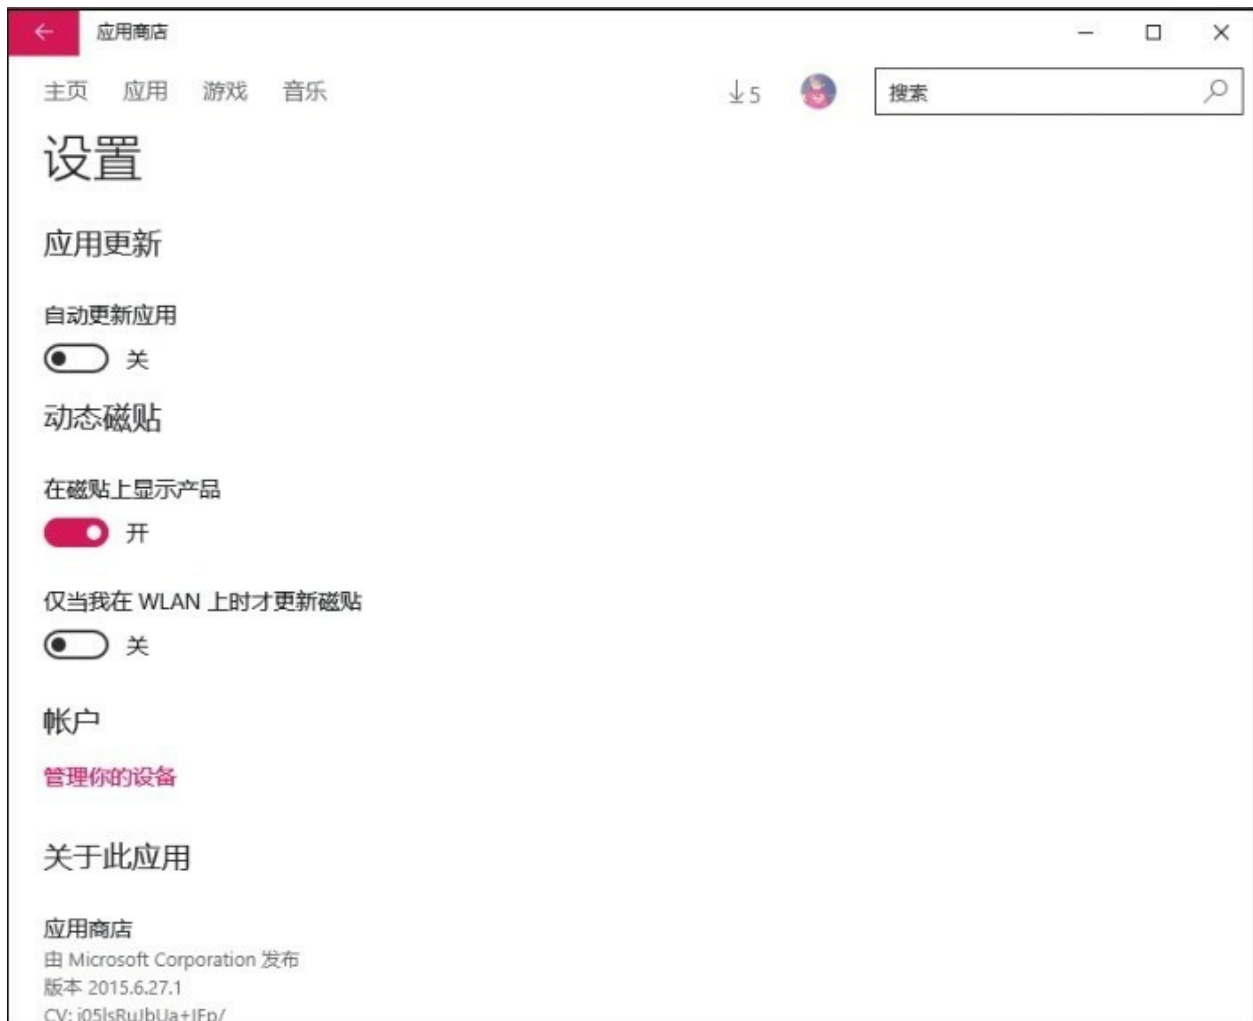 应用商店
主页 应用 游戏 音乐 5 搜索
设置
应用更新
自动更新应用
关
动态磁贴
在磁贴上显示产品
开
仅当我在 WLAN 上时才更新磁贴
关
帐户
管理你的设备
关于此应用
应用商店
由 Microsoft Corporation 发布
版本 2015.6.27.1
CV: